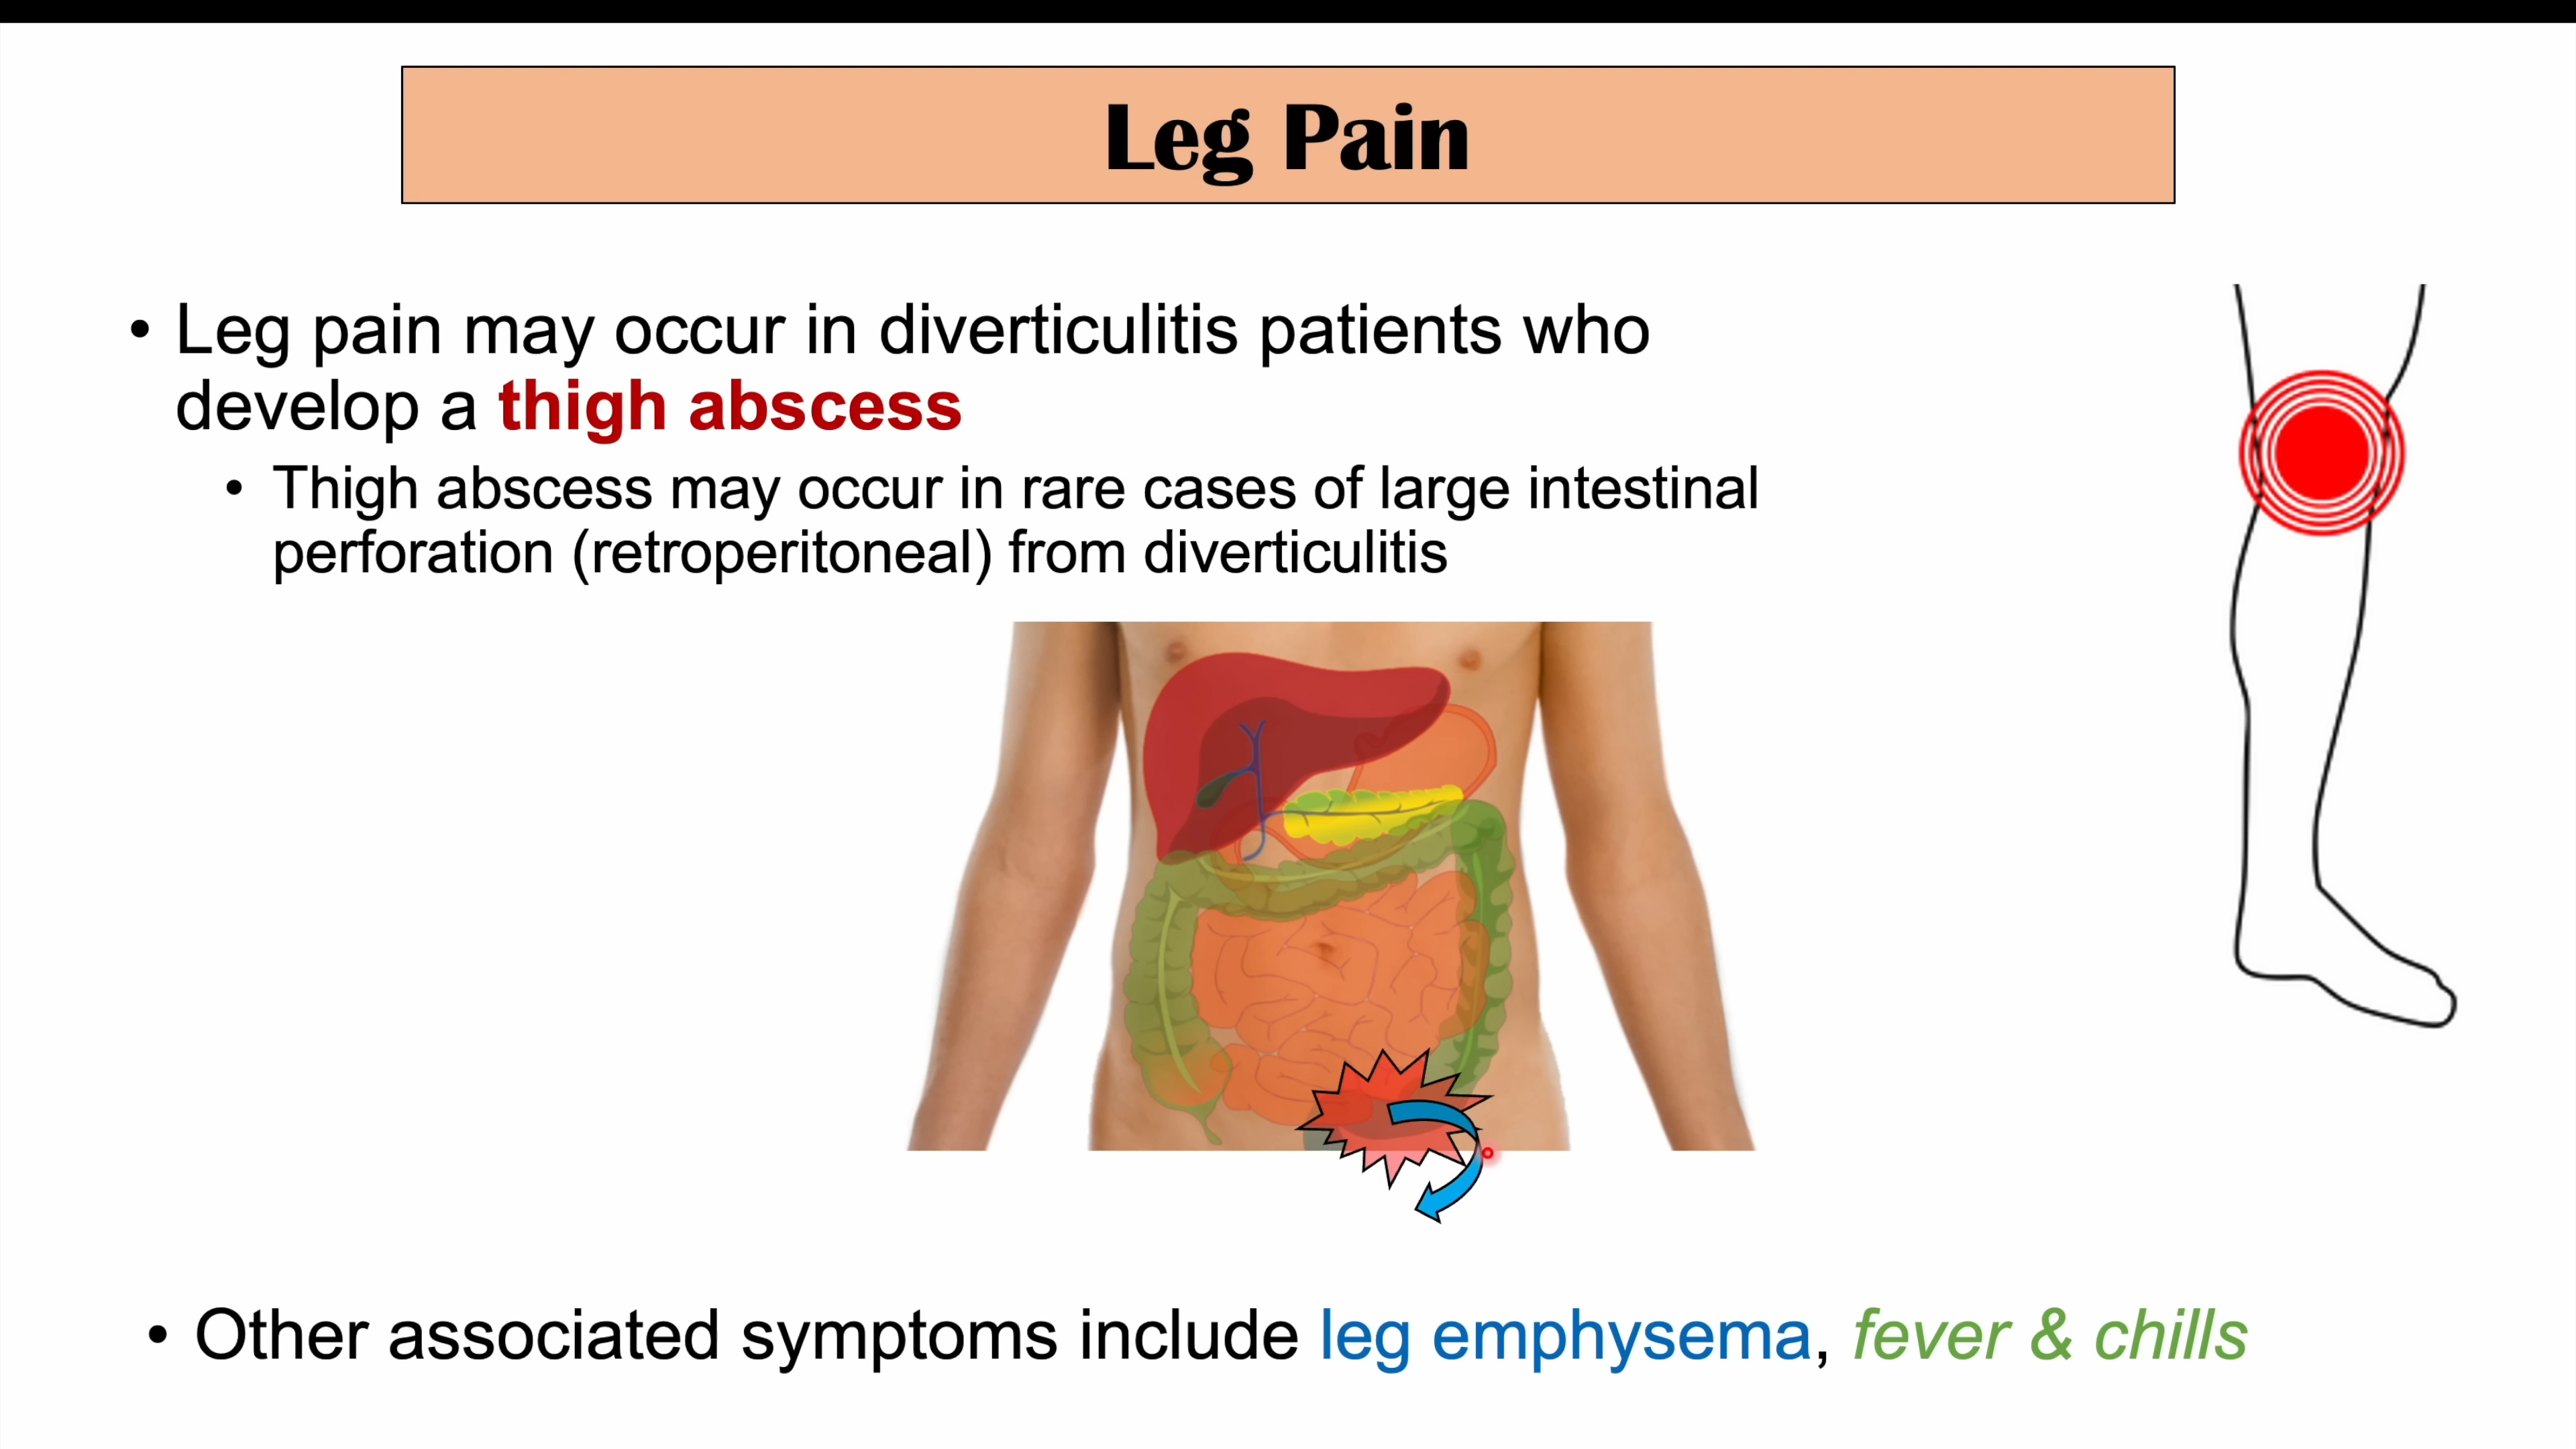 Leg Pain
• Leg pain may occur in diverticulitis patients who
develop a thigh abscess
• Thigh abscess may occur in rare cases of large intestinal
perforation (retroperitoneal) from diverticulitis
• Other associated symptoms include leg emphysema, fever & chills